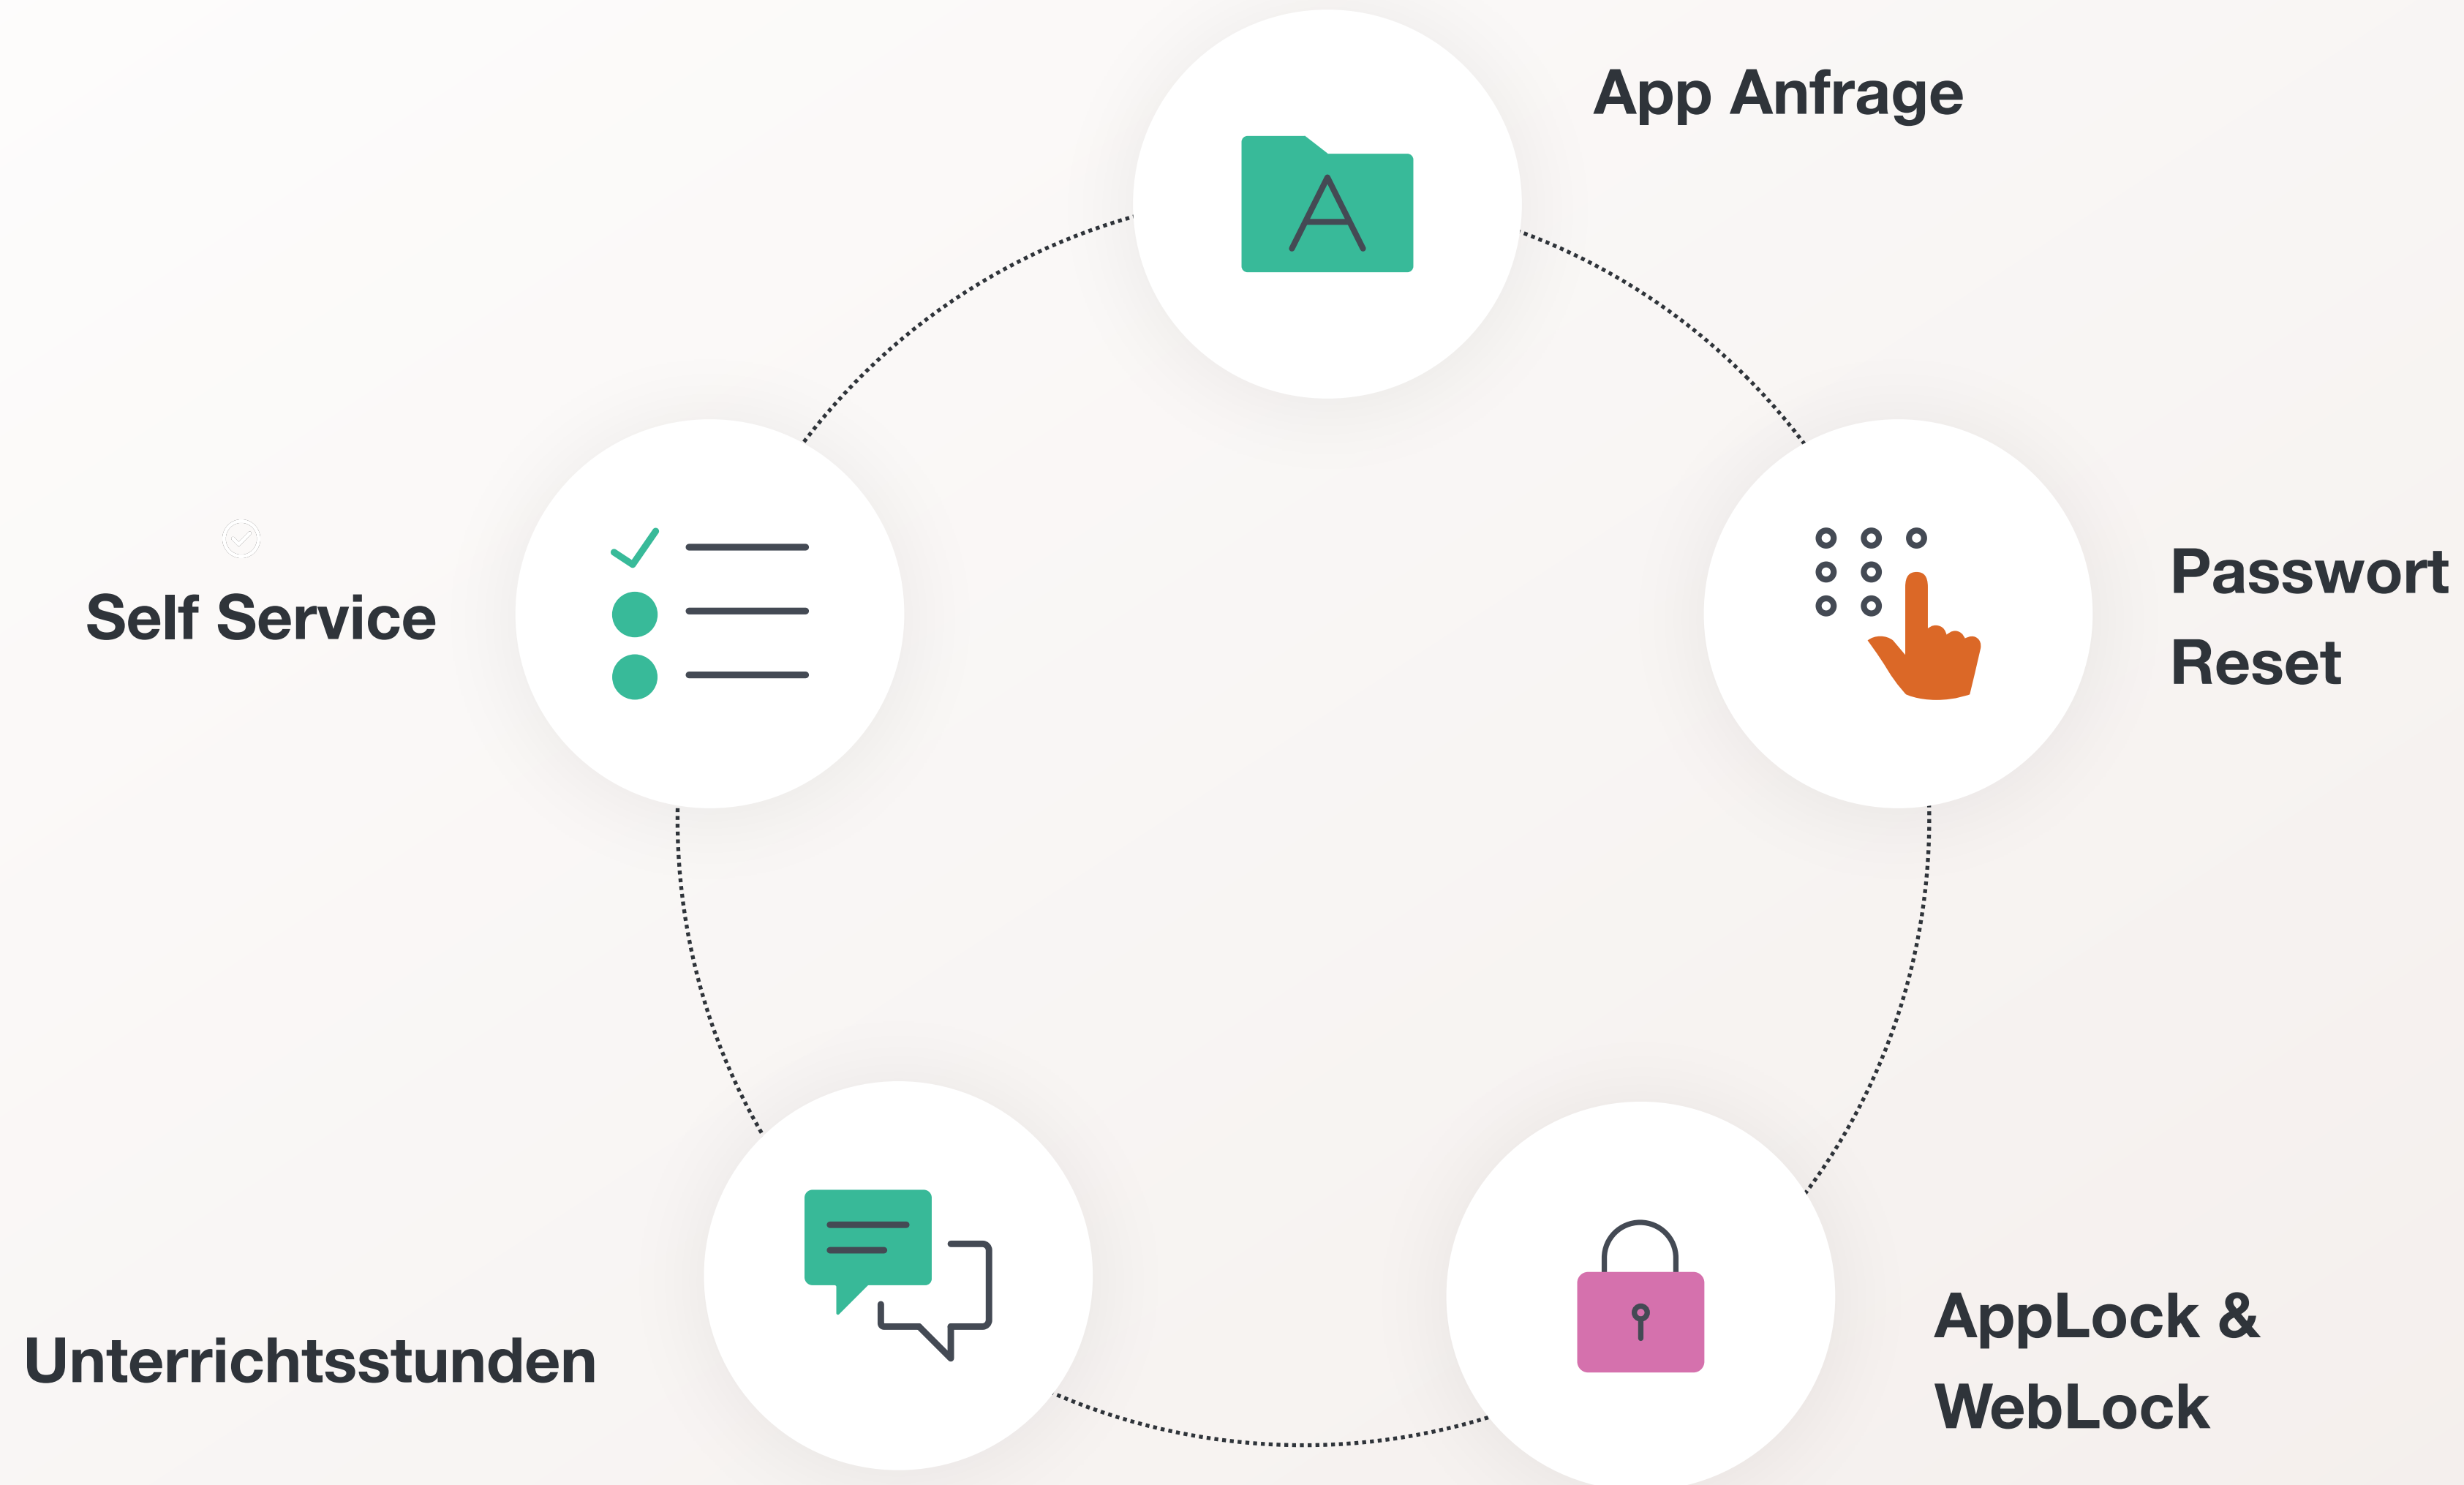 App Anfrage
Self Service
Passwort
Reset
Unterrichtsstunden
AppLock &
WebLock